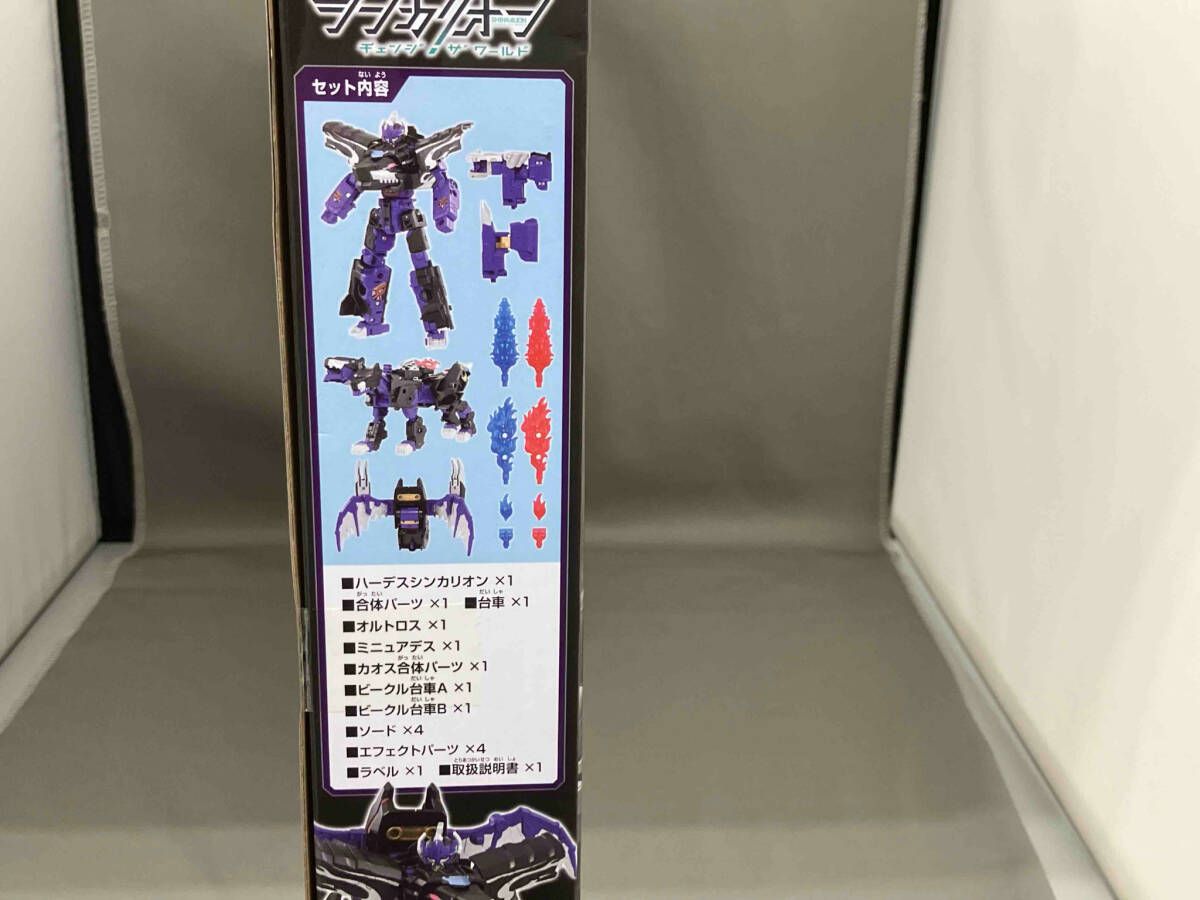 シンカリオン
SHINKALION
チェンジ ザ ワールド
ないよう
セット内容
■ハーデスシンカリオン ×1
がったい だいしゃ
■合体パーツ ×1 ■台車 ×1
■オルトロス ×1
■ミニュアデス ×1
がったい
■カオス合体パーツ ×1
だいしゃ
■ビークル台車A ×1
だいしゃ
■ビークル台車B ×1
■ソード ×4
■エフェクトパーツ ×4
とりあつかいせつ めい しょ
■ラベル ×1 ■取扱説明書 ×1